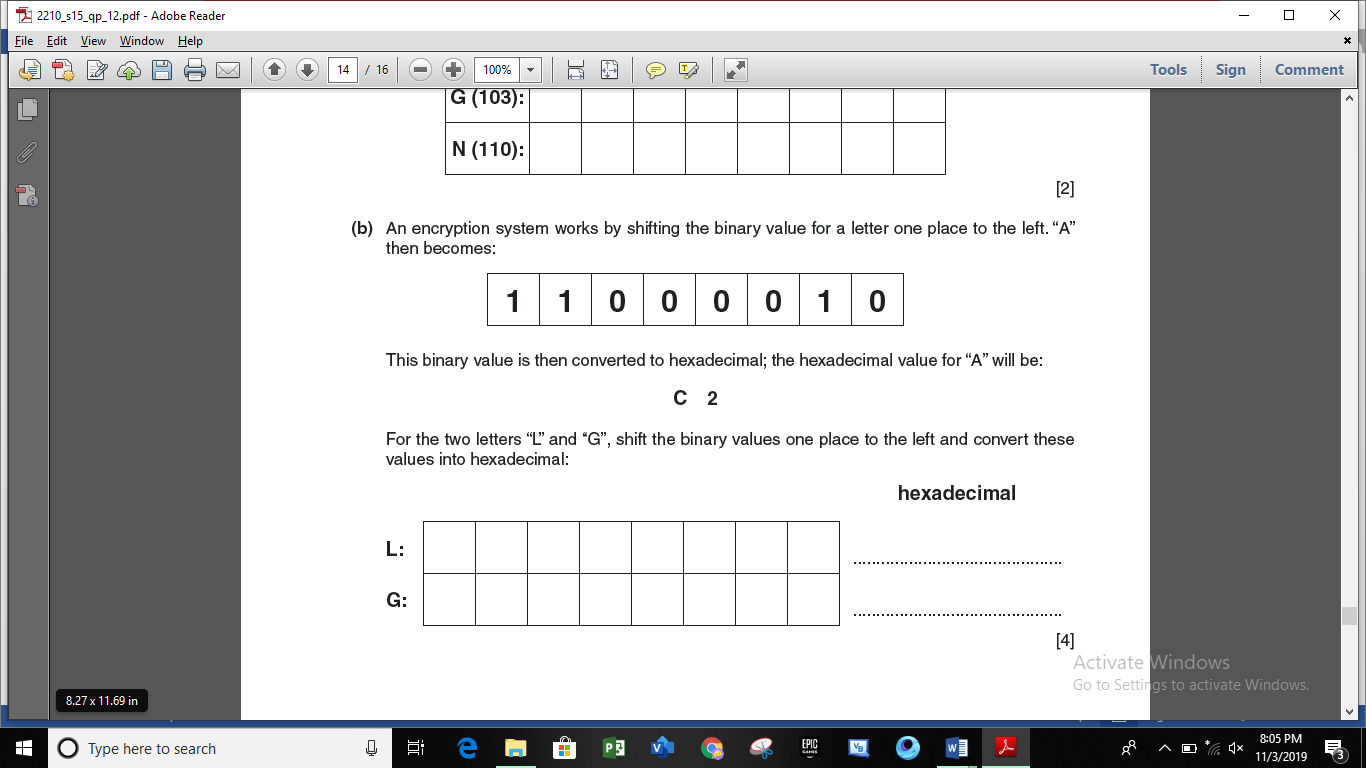 2210_s15_qp_12.pdf - Adobe Reader
File Edit View Window Help
14 / 16 100% Tools Sign Comment
G (103):
N (110):
[2]
(b) An encryption system works by shifting the binary value for a letter one place to the left. “A”
then becomes:
1 1 0 0 0 0 1 0
This binary value is then converted to hexadecimal; the hexadecimal value for “A” will be:
C 2
For the two letters “L” and “G”, shift the binary values one place to the left and convert these
values into hexadecimal:
hexadecimal
L: ..........................................
G: ..........................................
[4]
Activate Windows
Go to Settings to activate Windows.
8.27 x 11.69 in
Type here to search
EPIC
GAMES
8:05 PM
11/3/2019
3